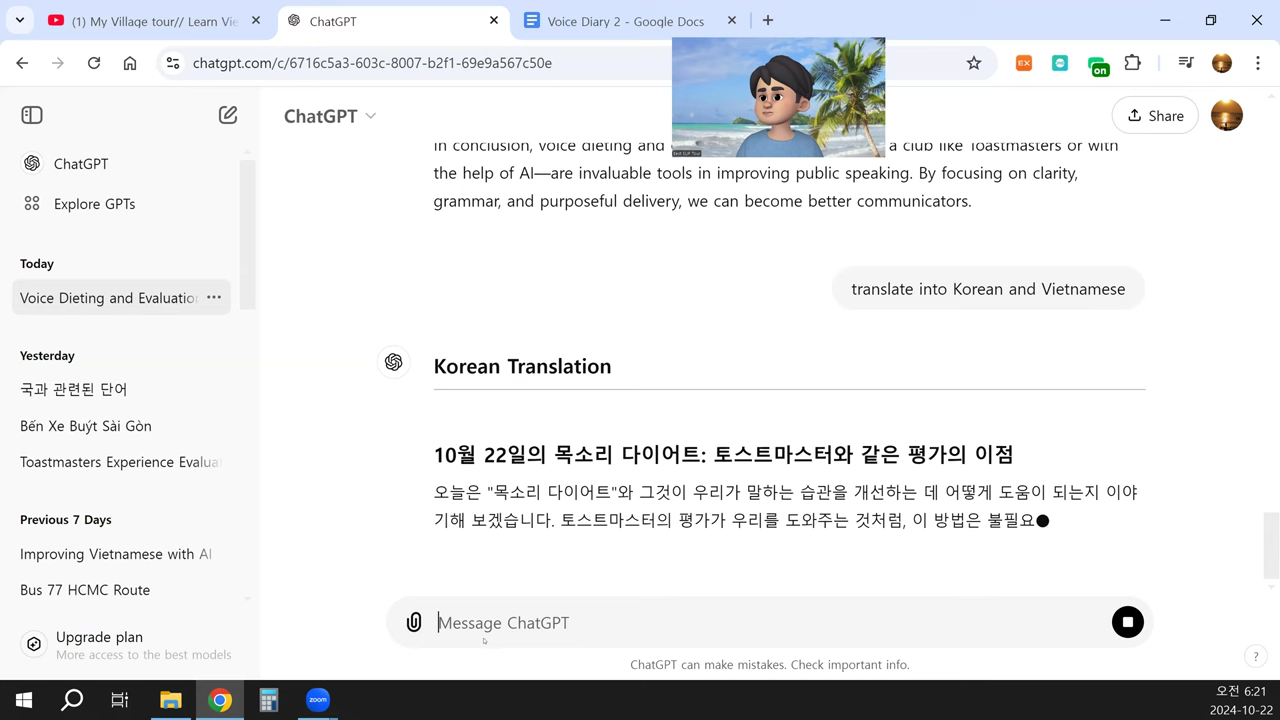 (1) My Village tour// Learn Vie
ChatGPT
Voice Diary 2 - Google Docs
chatgpt.com/c/6716c5a3-603c-8007-b2f1-69e9a567c50e
on
ChatGPT
Share
ChatGPT
Explore GPTs
Today
Voice Dieting and Evaluation
Yesterday
국과 관련된 단어
Bến Xe Buýt Sài Gòn
Toastmasters Experience Evalua
Previous 7 Days
Improving Vietnamese with AI
Bus 77 HCMC Route
Upgrade plan
More access to the best models
In conclusion, voice dieting and a club like Toastmasters or with
the help of AI—are invaluable tools in improving public speaking. By focusing on clarity,
grammar, and purposeful delivery, we can become better communicators.
translate into Korean and Vietnamese
Korean Translation
10월 22일의 목소리 다이어트: 토스트마스터와 같은 평가의 이점
오늘은 "목소리 다이어트"와 그것이 우리가 말하는 습관을 개선하는 데 어떻게 도움이 되는지 이야
기해 보겠습니다. 토스트마스터의 평가가 우리를 도와주는 것처럼, 이 방법은 불필요
Message ChatGPT
ChatGPT can make mistakes. Check important info.
?
zoom
오전 6:21
2024-10-22